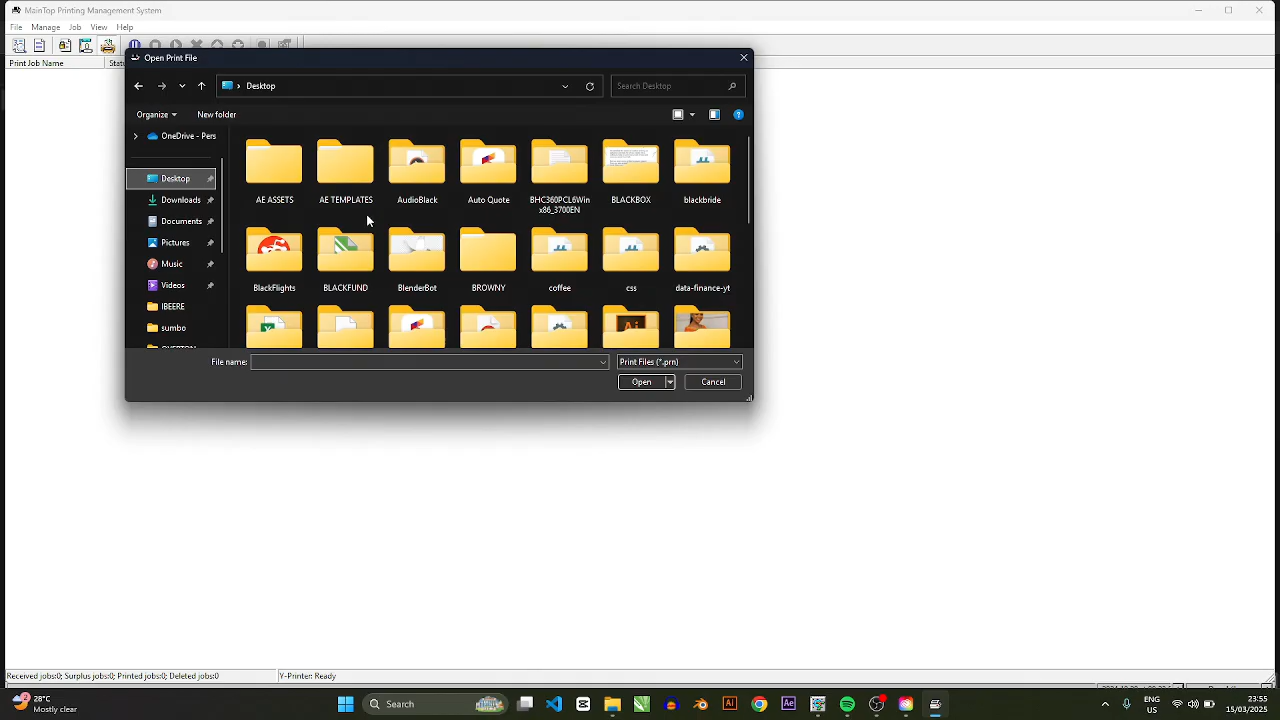 MainTop Printing Management System
File Manage Job View Help
Print Job Name
Open Print File
Desktop
Search Desktop
Organize New folder
OneDrive - Pers
Desktop
Downloads
Documents
Pictures
Music
Videos
IBEERE
sumbo
AE ASSETS AE TEMPLATES AudioBlack Auto Quote BHC360PCL6Win BLACKBOX blackbride
x86_3700EN
BlackFlights BLACKFUND BlenderBot BROWNY coffee css data-finance-yt
File name: Print Files (*.prn)
Open Cancel
Received jobs:0; Surplus jobs:0; Printed jobs:0; Deleted jobs:0 Y-Printer: Ready
28°C
Mostly clear
Search
ENG
US
23:55
15/03/2025